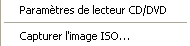 Paramètres de lecteur CD/DVD
Capturer l'image ISO...